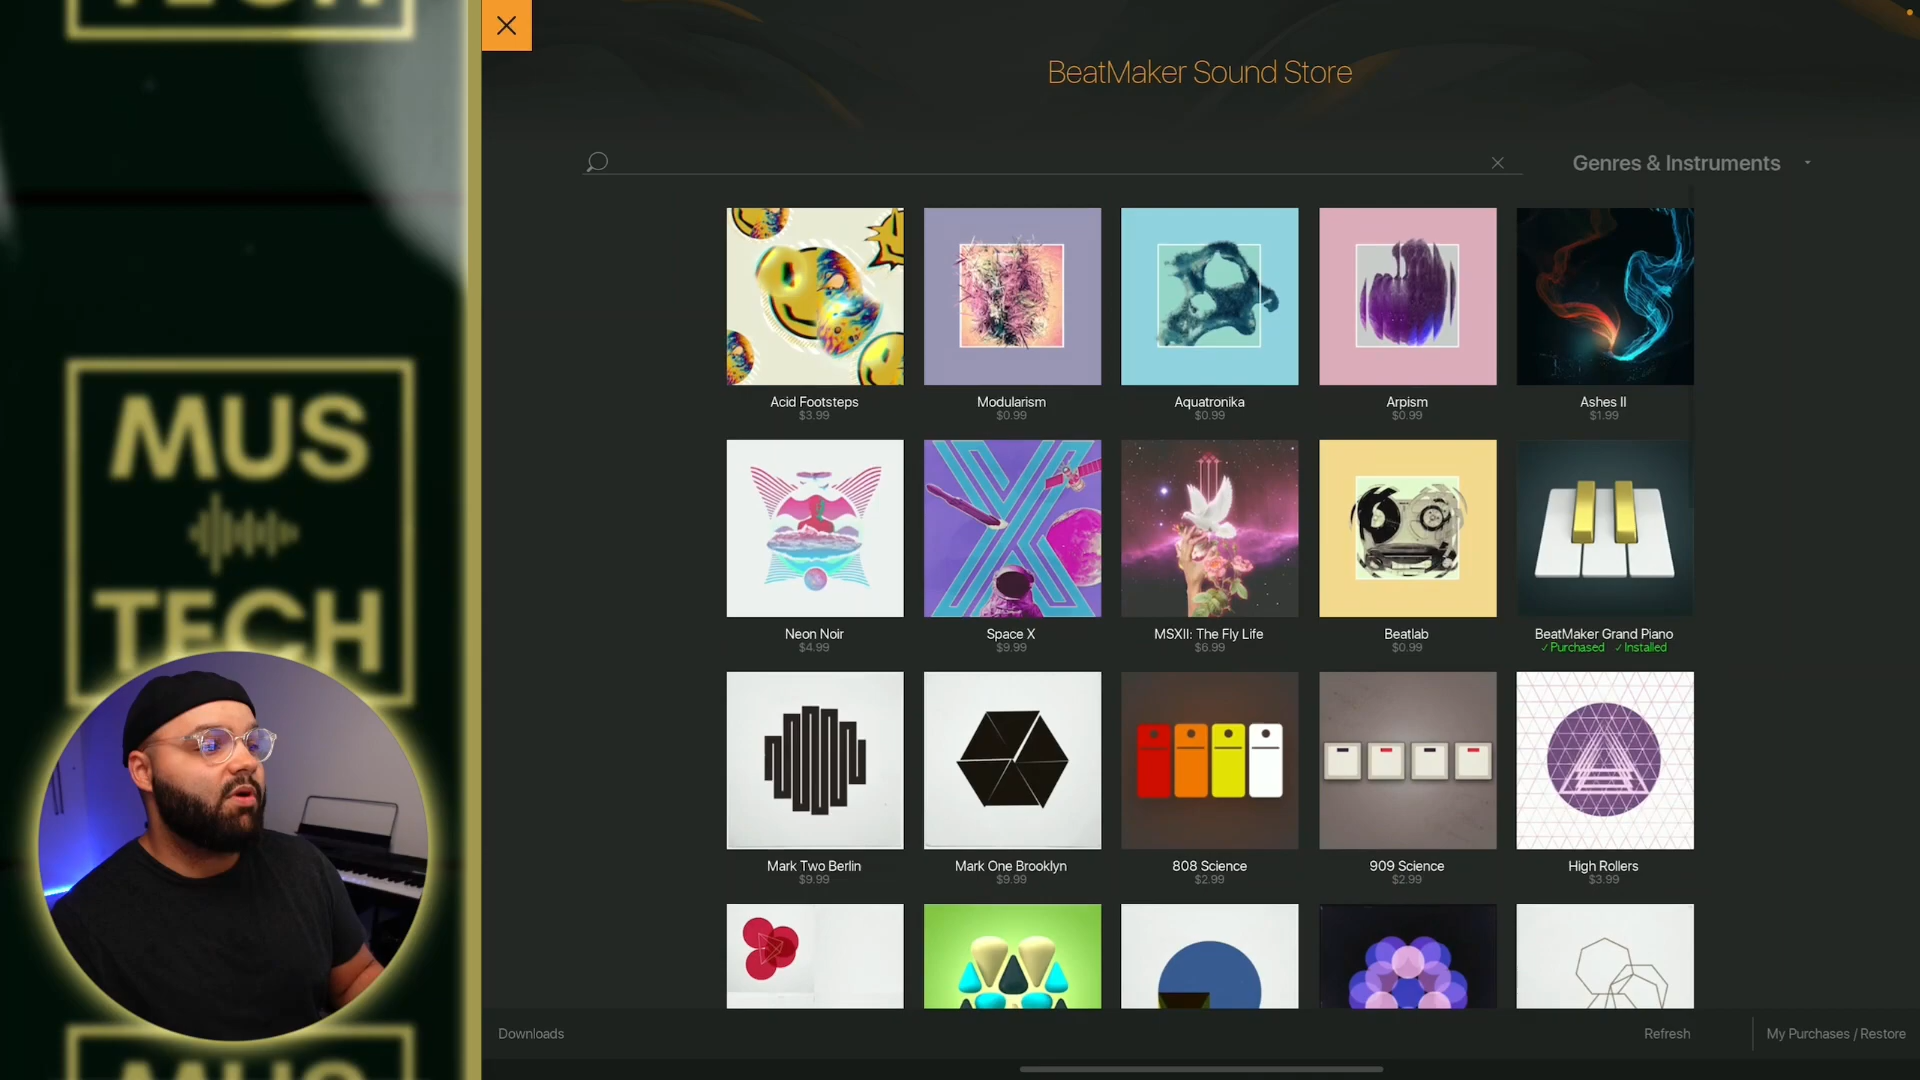 TECH
MUS
TECH
MUS
BeatMaker Sound Store
Genres & Instruments
Acid Footsteps
$3.99
Modularism
$0.99
Aquatronika
$0.99
Arpism
$0.99
Ashes II
$1.99
Neon Noir
$4.99
Space X
$9.99
MSXII: The Fly Life
$6.99
Beatlab
$0.99
BeatMaker Grand Piano
✓Purchased ✓Installed
Mark Two Berlin
$9.99
Mark One Brooklyn
$9.99
808 Science
$2.99
909 Science
$2.99
High Rollers
$3.99
Downloads
Refresh
My Purchases / Restore